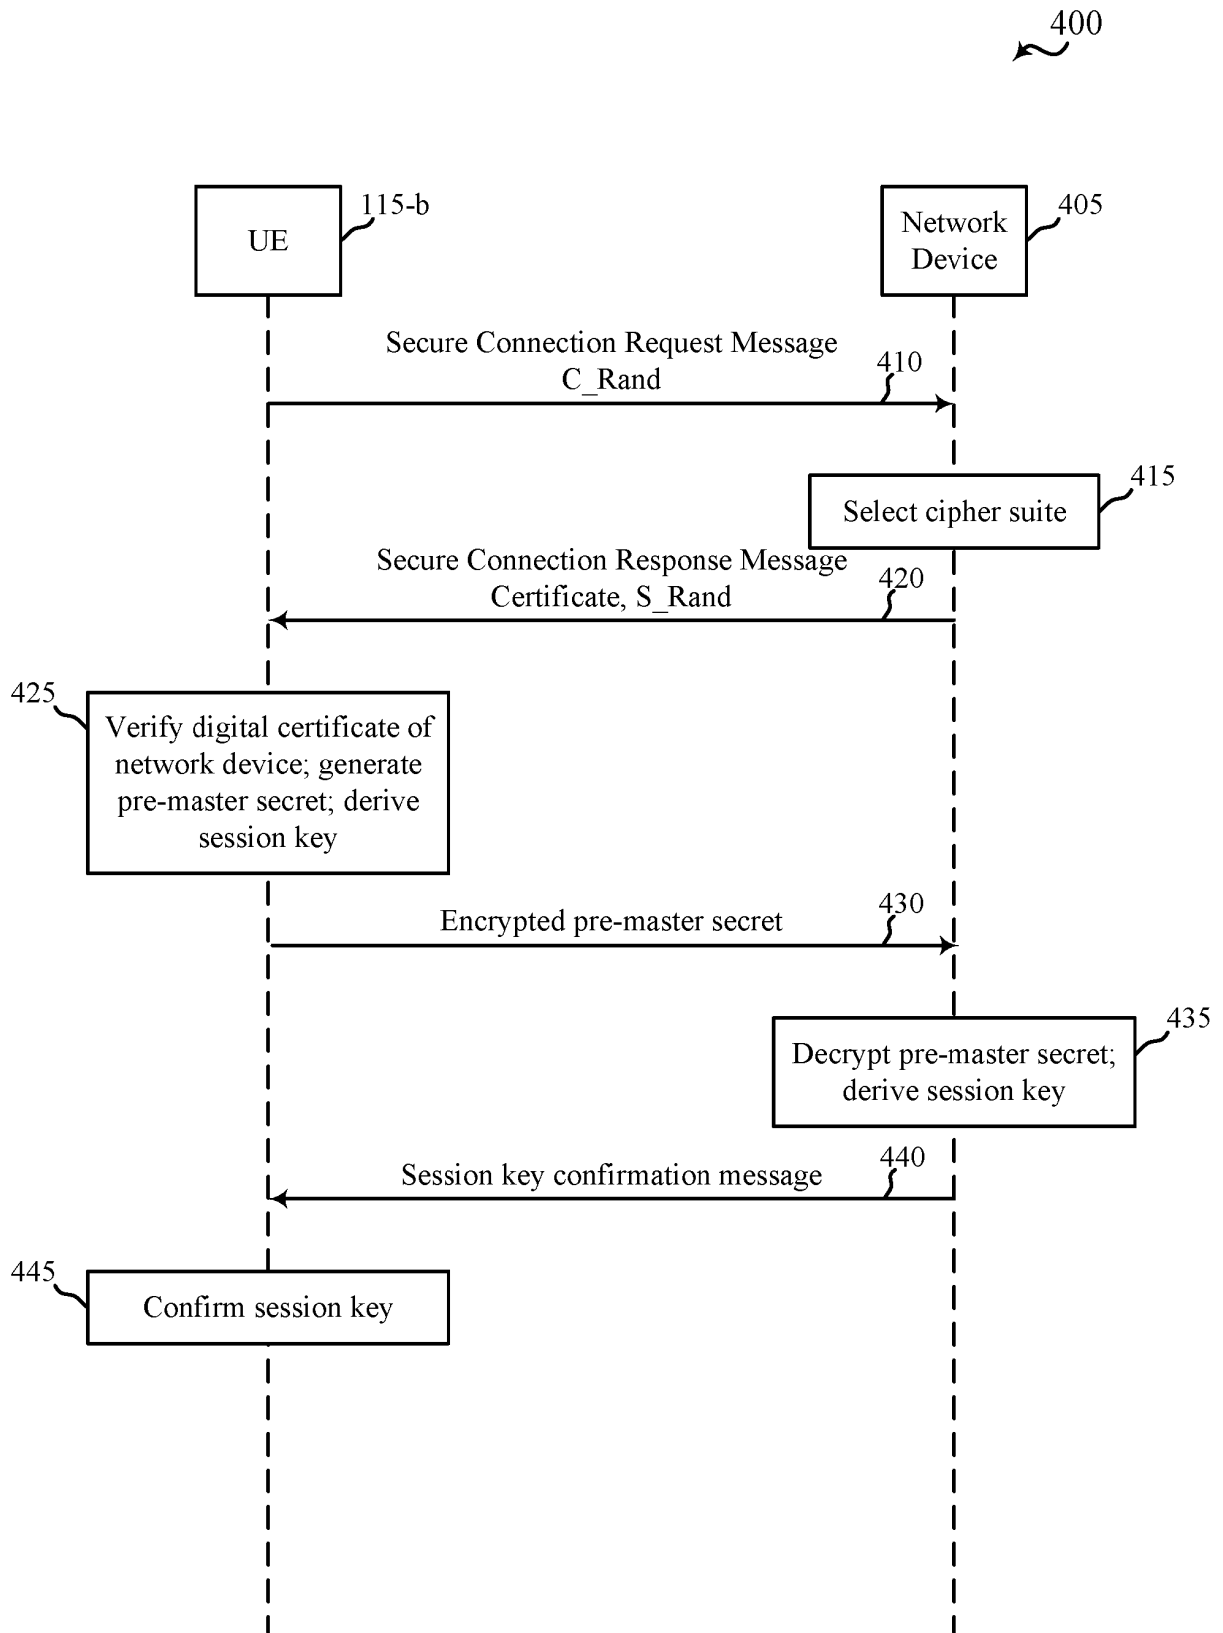 400
115-b
UE
405
Network
Device
Secure Connection Request Message
C_Rand
410
415
Select cipher suite
Secure Connection Response Message
Certificate, S_Rand
420
425
Verify digital certificate of
network device; generate
pre-master secret; derive
session key
Encrypted pre-master secret
430
435
Decrypt pre-master secret;
derive session key
Session key confirmation message
440
445
Confirm session key